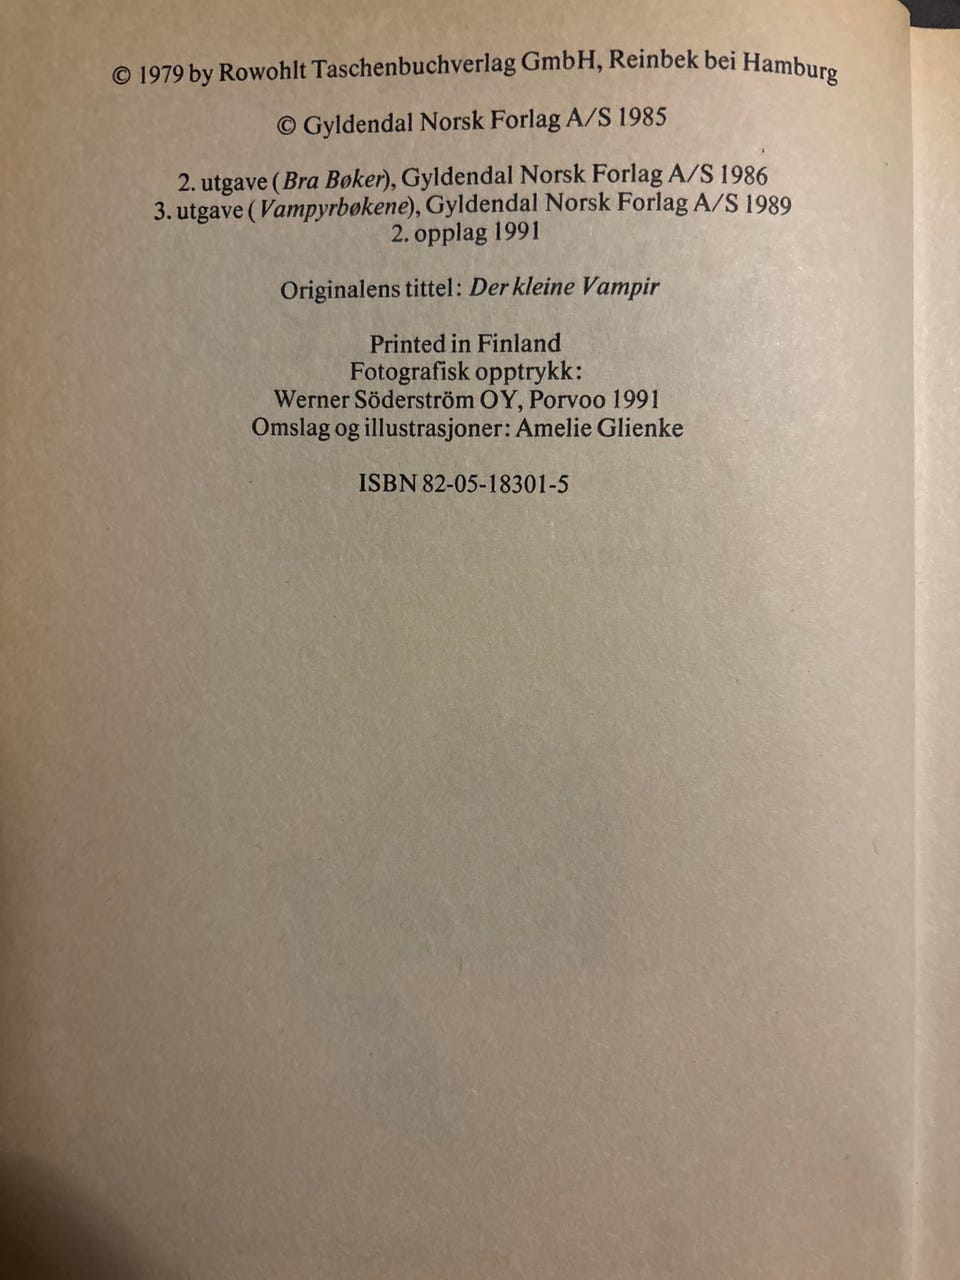 © 1979 by Rowohlt Taschenbuchverlag GmbH, Reinbek bei Hamburg
© Gyldendal Norsk Forlag A/S 1985
2. utgave (Bra Bøker), Gyldendal Norsk Forlag A/S 1986
3. utgave (Vampyrbøkene), Gyldendal Norsk Forlag A/S 1989
2. opplag 1991
Originalens tittel: Der kleine Vampir
Printed in Finland
Fotografisk opptrykk:
Werner Söderström OY, Porvoo 1991
Omslag og illustrasjoner: Amelie Glienke
ISBN 82-05-18301-5